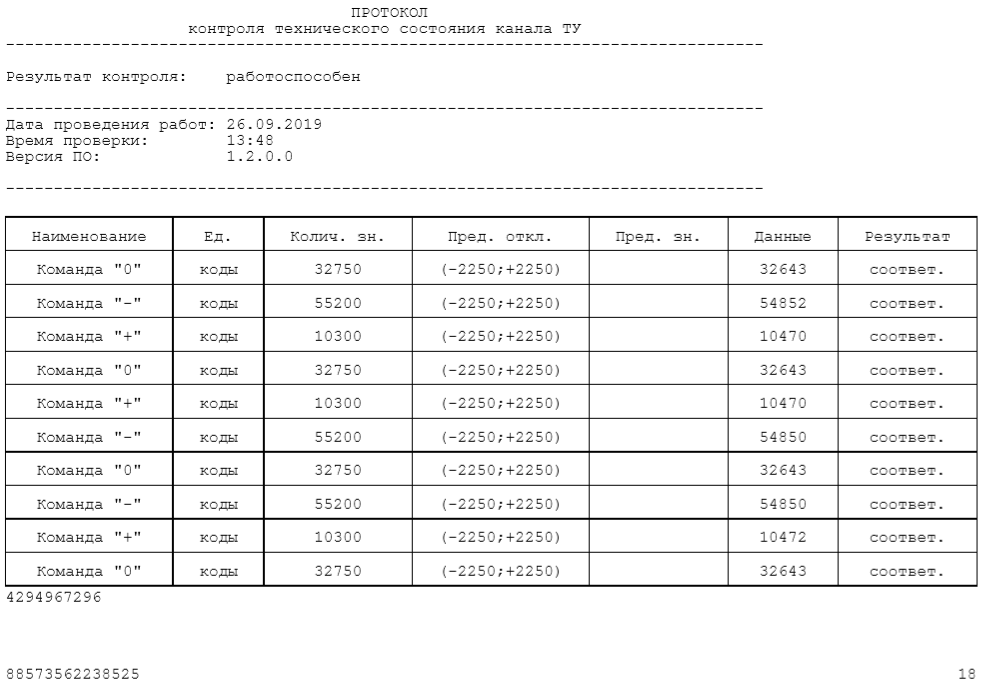 ПРОТОКОЛ
контроля технического состояния канала ТУ
-------------------------------------------------------------------------------
Результат контроля: работоспособен
-------------------------------------------------------------------------------
Дата проведения работ: 26.09.2019
Время проверки: 13:48
Версия ПО: 1.2.0.0
-------------------------------------------------------------------------------
Наименование Ед. Колич. зн. Пред. откл. Пред. зн. Данные Результат
Команда "0" коды 32750 (-2250;+2250) 32643 соответ.
Команда "-" коды 55200 (-2250;+2250) 54852 соответ.
Команда "+" коды 10300 (-2250;+2250) 10470 соответ.
Команда "0" коды 32750 (-2250;+2250) 32643 соответ.
Команда "+" коды 10300 (-2250;+2250) 10470 соответ.
Команда "-" коды 55200 (-2250;+2250) 54850 соответ.
Команда "0" коды 32750 (-2250;+2250) 32643 соответ.
Команда "-" коды 55200 (-2250;+2250) 54850 соответ.
Команда "+" коды 10300 (-2250;+2250) 10472 соответ.
Команда "0" коды 32750 (-2250;+2250) 32643 соответ.
4294967296
88573562238525 18